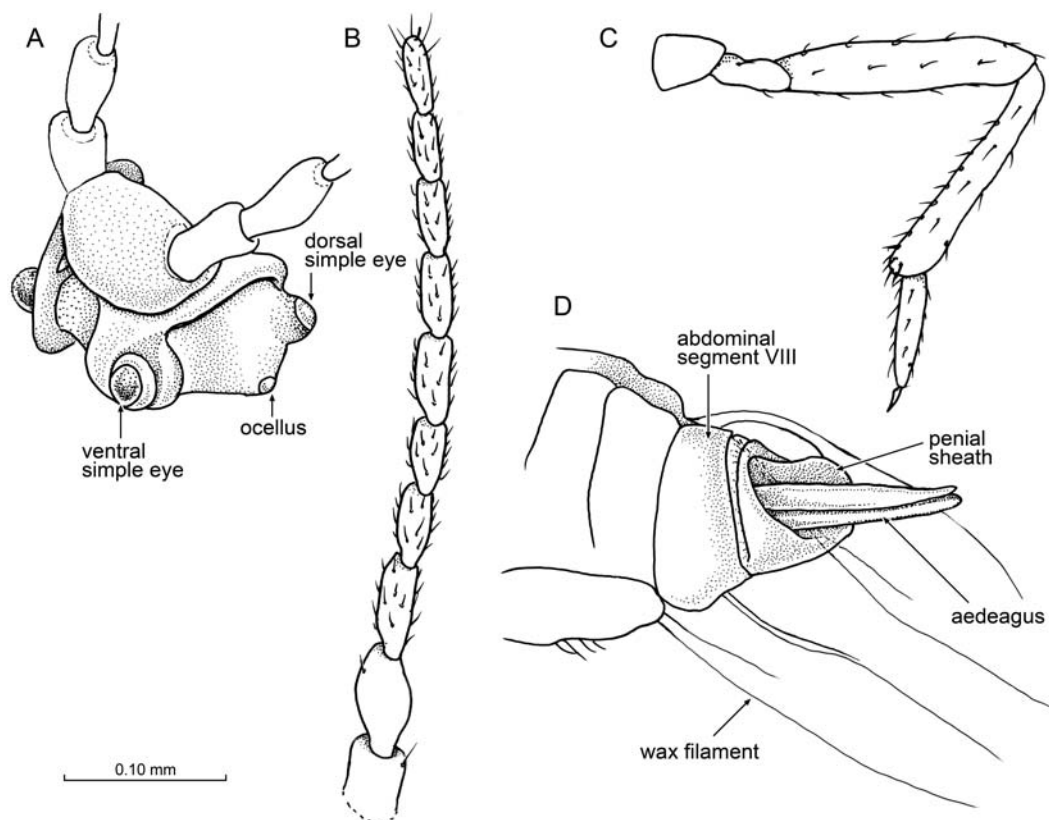 A
B
C
dorsal
simple eye
ventral
simple eye
ocellus
D
abdominal
segment VIII
penial
sheath
aedeagus
wax filament
0.10 mm